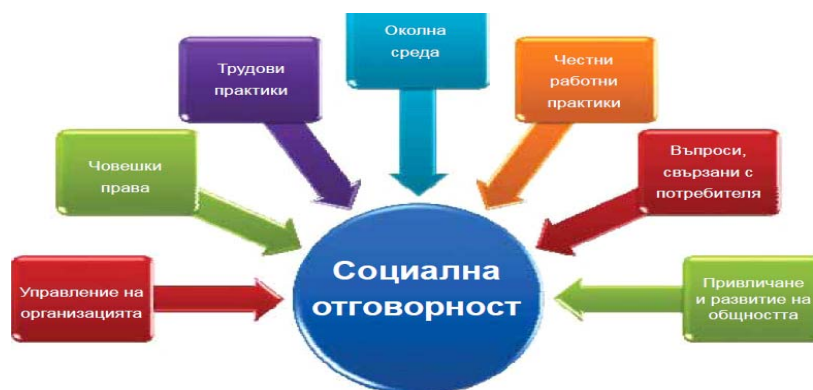 Околна
среда
Трудови
практики
Честни
работни
практики
Човешки
права
Въпроси,
свързани с
потребителя
Управление на
организацията
Социална
отговорност
Привличане
и развитие на
общността